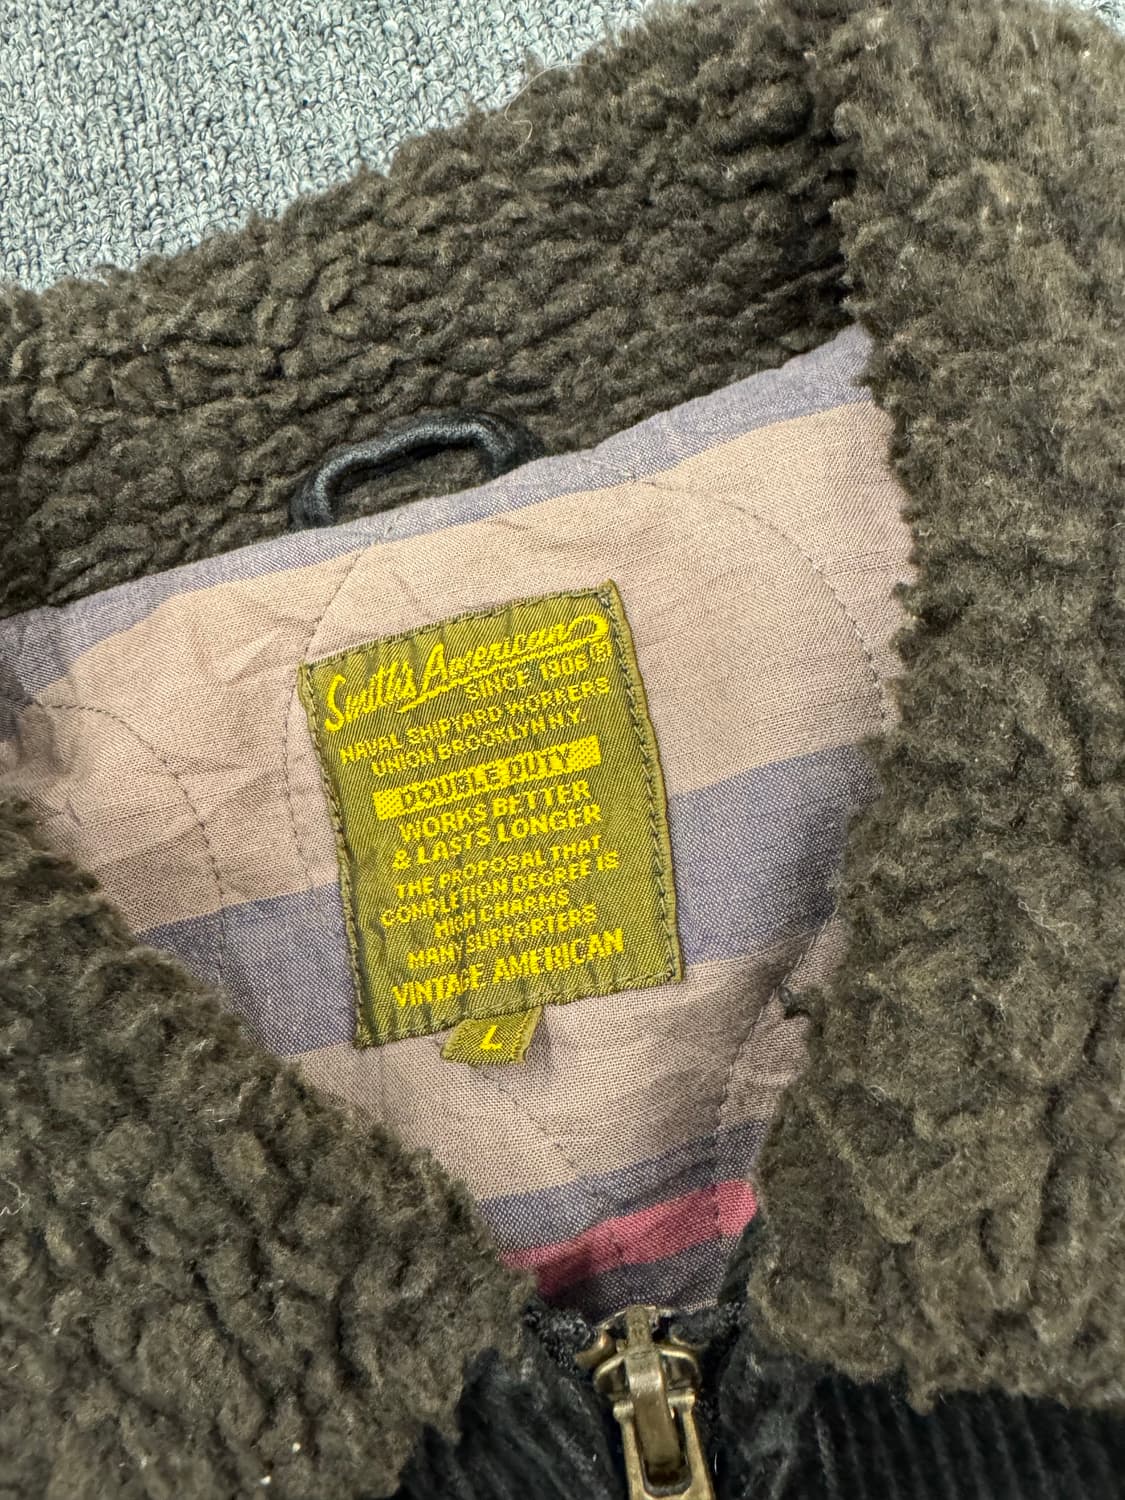 Smith's American
SINCE 1906 ®
NAVAL SHIPYARD WORKERS
UNION BROOKLYN N.Y.
DOUBLE DUTY
WORKS BETTER
& LASTS LONGER
THE PROPOSAL THAT
COMPLETION DEGREE IS
HIGH CHARMS
MANY SUPPORTERS
VINTAGE AMERICAN
L